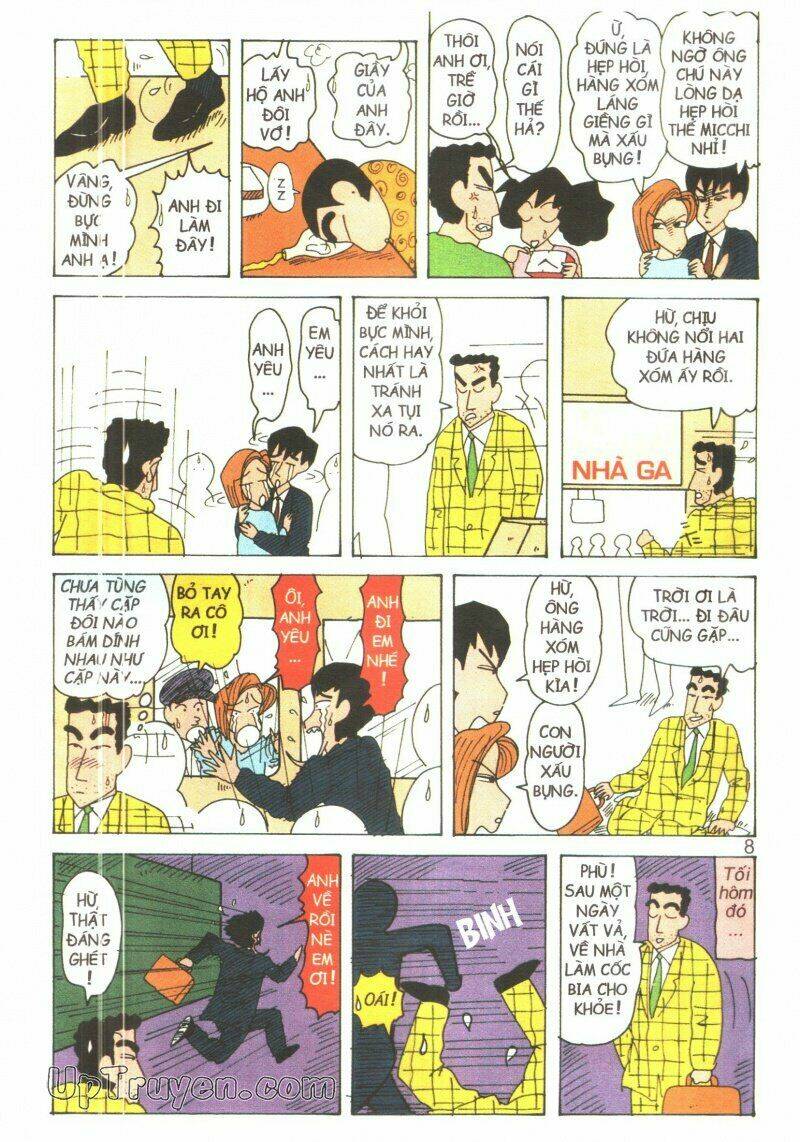 KHÔNG
NGỜ ÔNG
CHÚ NÀY
LÒNG DẠ
HẸP HÒI
THẾ MICCHI
NHỈ!
Ừ,
ĐÚNG LÀ
HẸP HÒI,
HÀNG XÓM
LÁNG
GIỀNG GÌ
MÀ XẤU
BỤNG!
NÓI
CÁI
GÌ
THẾ
HẢ?
THÔI
ANH ƠI,
TRỄ
GIỜ
RỒI...
GIẦY
CỦA
ANH
ĐÂY.
LẤY
HỘ ANH
ĐÔI
VỚ!
Z
Z
ANH ĐI
LÀM
ĐÂY!
VÂNG,
ĐỪNG
BỰC
MÌNH
ANH Ạ!
HỪ, CHỊU
KHÔNG NỔI HAI
ĐỨA HÀNG
XÓM ẤY RỒI.
NHÀ GA
ĐỂ KHỎI
BỰC MÌNH,
CÁCH HAY
NHẤT LÀ
TRÁNH
XA TỤI
NÓ RA.
EM
YÊU
...
ANH
YÊU
...
TRỜI ƠI LÀ
TRỜI... ĐI ĐÂU
CŨNG GẶP...
HỪ,
ÔNG
HÀNG
XÓM
HẸP HÒI
KÌA!
CON
NGƯỜI
XẤU
BỤNG.
ANH
ĐI
EM
NHÉ!
ÔI,
ANH
YÊU
...
BỎ TAY
RA CÔ
ƠI!
CHƯA TỪNG
THẤY CẶP
ĐÔI NÀO
BÁM DÍNH
NHAU NHƯ
CẶP NÀY...
8
Tối
hôm
đó
...
PHÙ!
SAU MỘT
NGÀY
VẤT VẢ,
VỀ NHÀ
LÀM CỐC
BIA CHO
KHỎE!
BINH
OÁI!
ANH
VỀ
RỒI
NÈ
EM
ƠI!
HỪ,
THẬT
ĐÁNG
GHÉT
!
UpTruyen.com